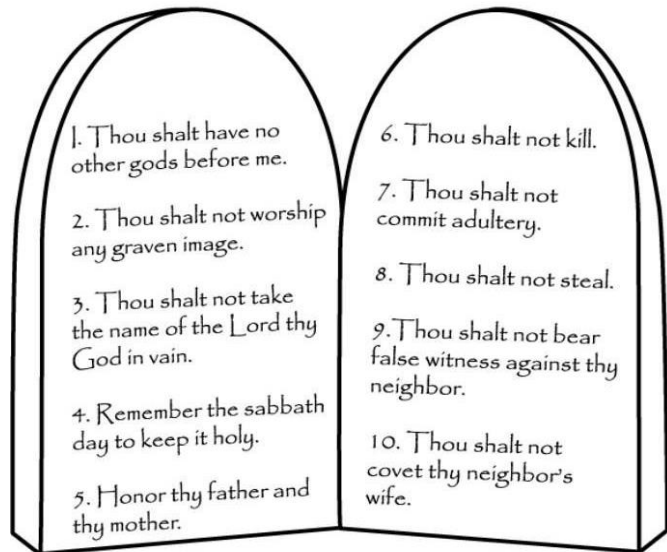 1. Thou shalt have no
other gods before me.
2. Thou shalt not worship
any graven image.
3. Thou shalt not take
the name of the Lord thy
God in vain.
4. Remember the sabbath
day to keep it holy.
5. Honor thy father and
thy mother.
6. Thou shalt not kill.
7. Thou shalt not
commit adultery.
8. Thou shalt not steal.
9.Thou shalt not bear
false witness against thy
neighbor.
10. Thou shalt not
covet thy neighbor's
wife.